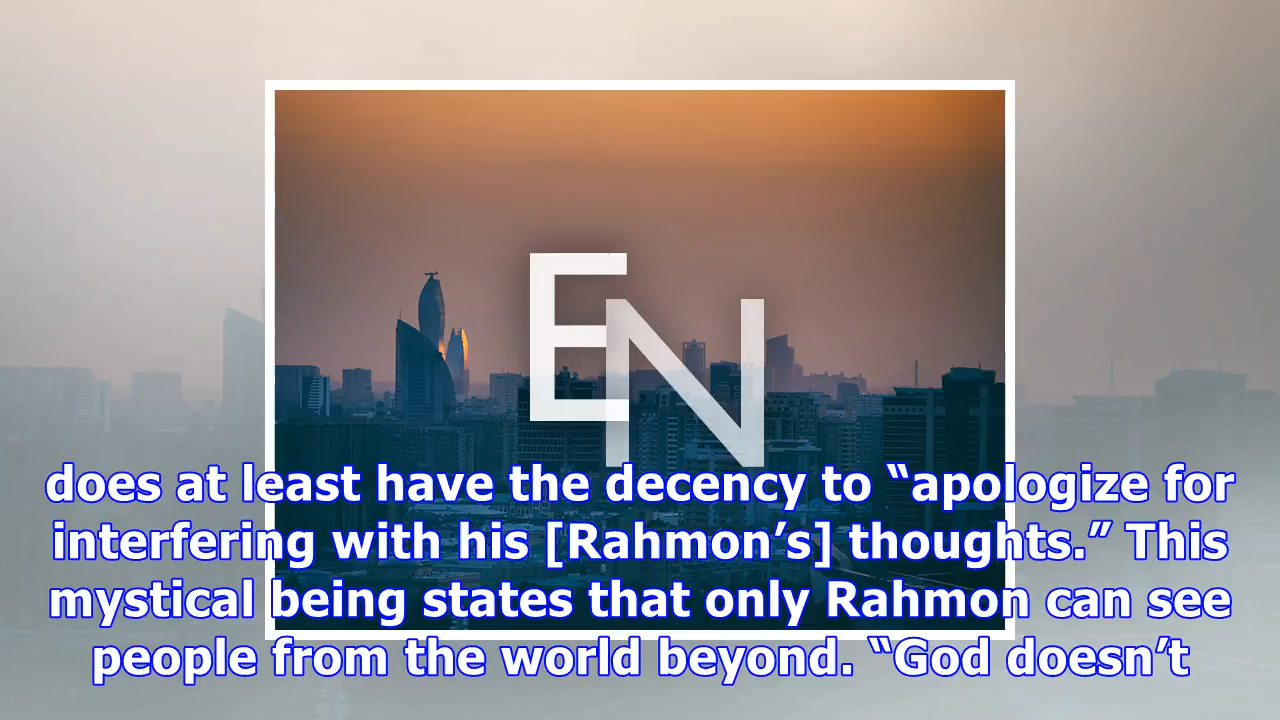 EN
does at least have the decency to “apologize for
interfering with his [Rahmon’s] thoughts.” This
mystical being states that only Rahmon can see
people from the world beyond. “God doesn’t